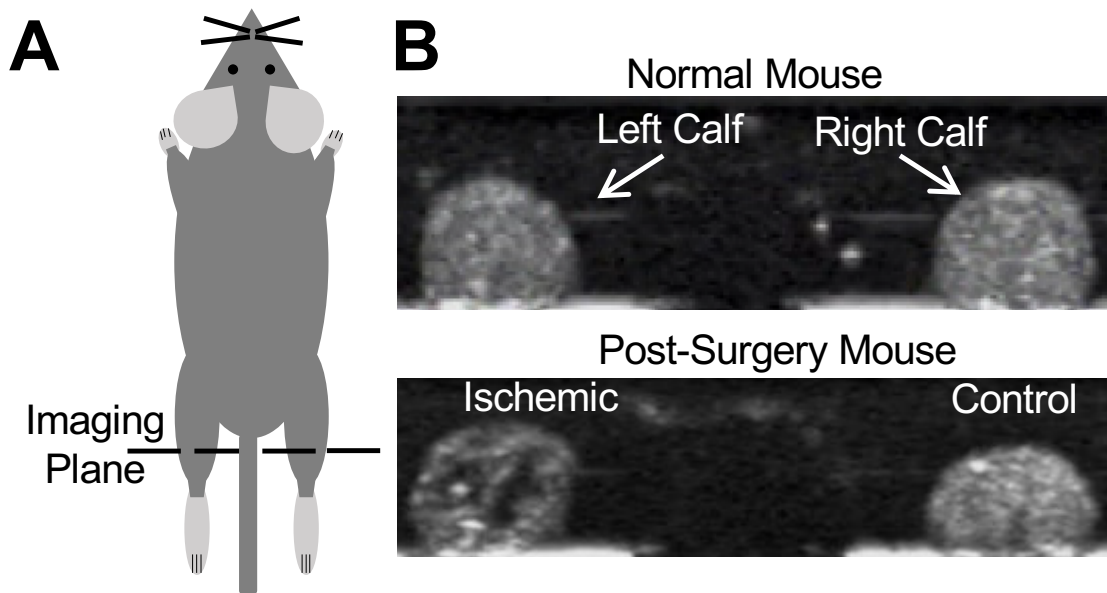 A
Imaging
Plane
B
Normal Mouse
Left Calf
Right Calf
Post-Surgery Mouse
Ischemic
Control